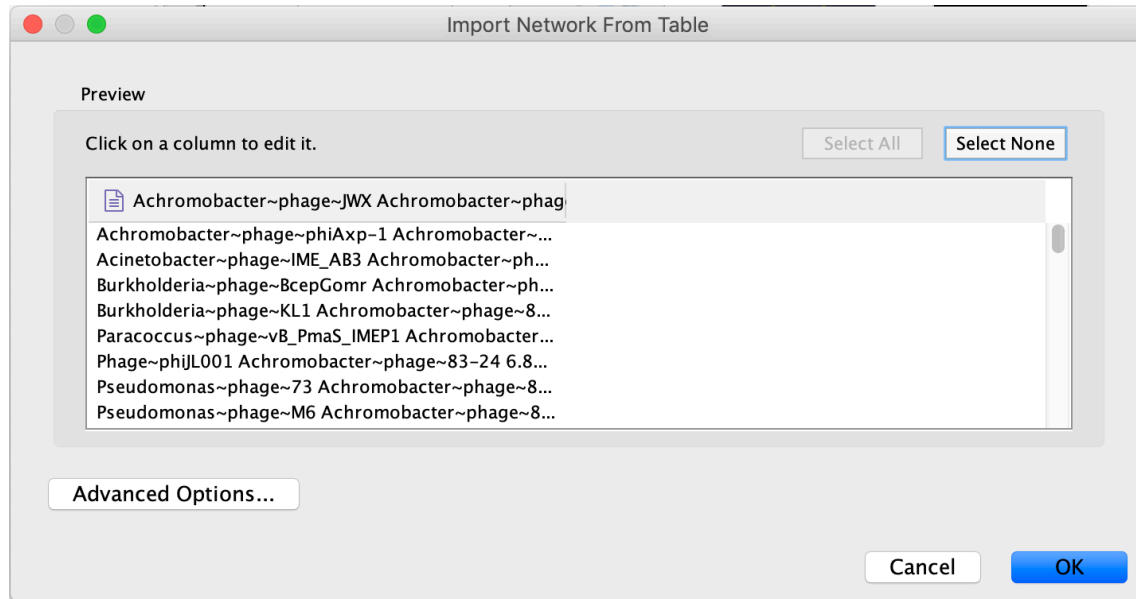 Import Network From Table
Preview
Click on a column to edit it.
Select All
Select None
Achromobacter~phage~JWX Achromobacter~phag
Achromobacter~phage~phiAxp-1 Achromobacter~...
Acinetobacter~phage~IME_AB3 Achromobacter~ph...
Burkholderia~phage~BcepGomr Achromobacter~ph...
Burkholderia~phage~KL1 Achromobacter~phage~8...
Paracoccus~phage~vB_PmaS_IMEP1 Achromobacter...
Phage~phiJL001 Achromobacter~phage~83-24 6.8...
Pseudomonas~phage~73 Achromobacter~phage~8...
Pseudomonas~phage~M6 Achromobacter~phage~8...
Advanced Options...
Cancel
OK